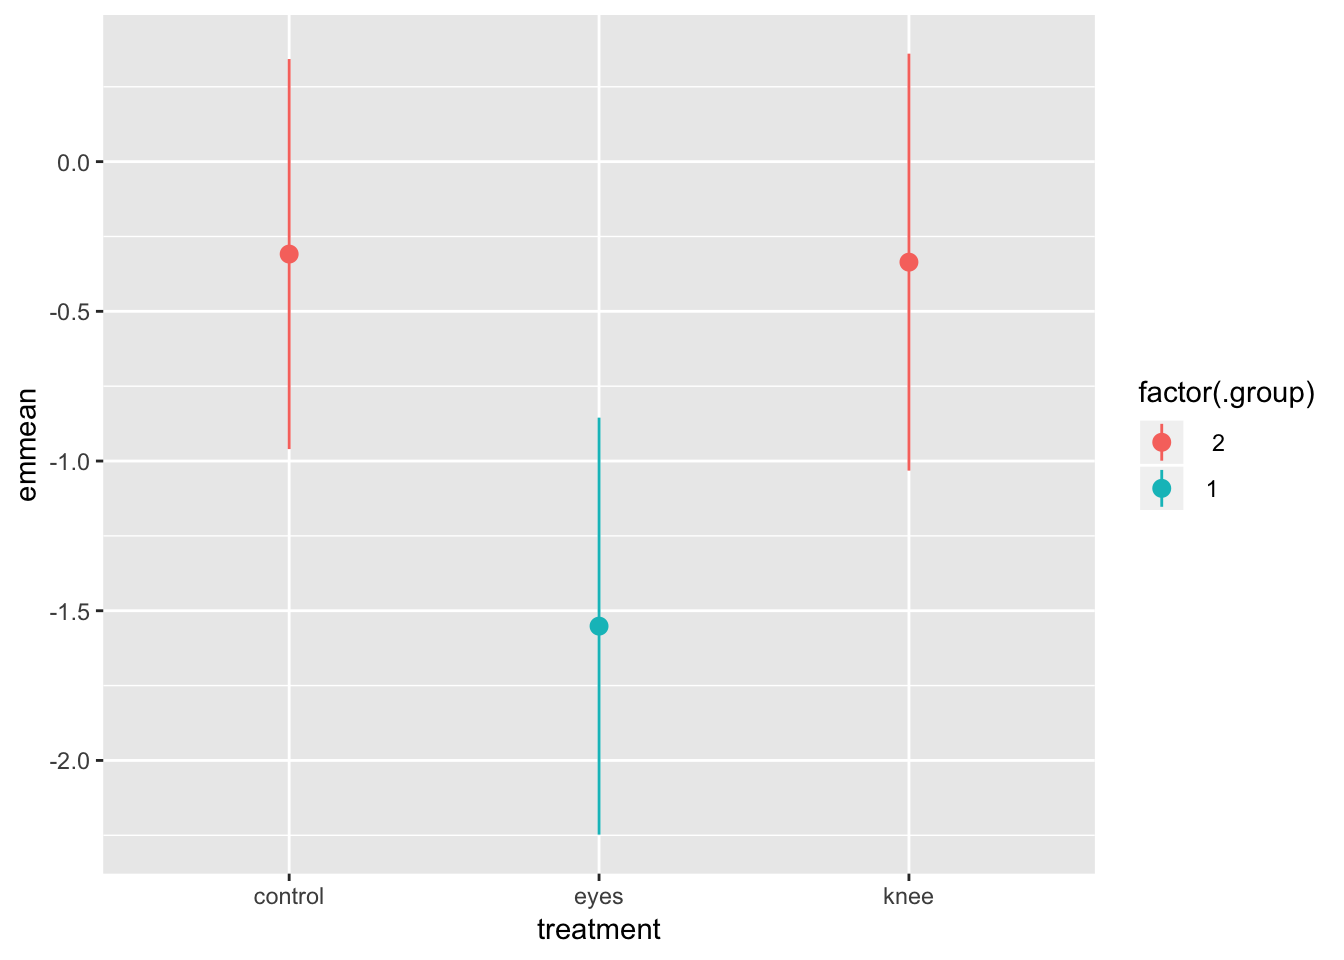 emmean
0.0
-0.5
-1.0
-1.5
-2.0
control eyes knee
treatment
factor(.group)
2
1